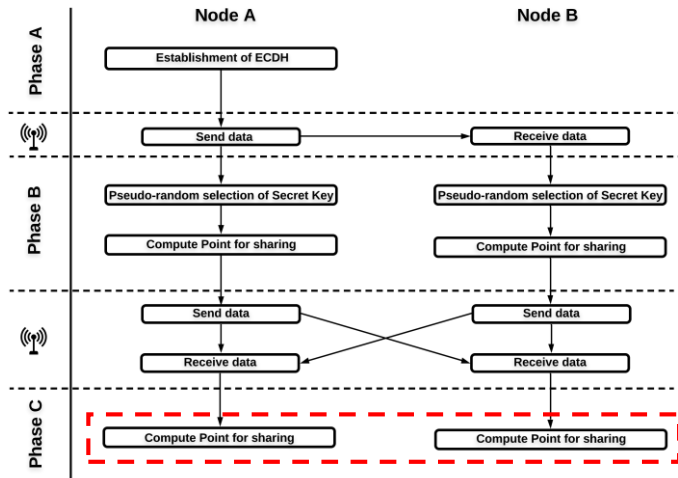 Node A
Node B
Phase A
Establishment of ECDH
Send data
Receive data
Phase B
Pseudo-random selection of Secret Key
Pseudo-random selection of Secret Key
Compute Point for sharing
Compute Point for sharing
Send data
Send data
Receive data
Receive data
Phase C
Compute Point for sharing
Compute Point for sharing